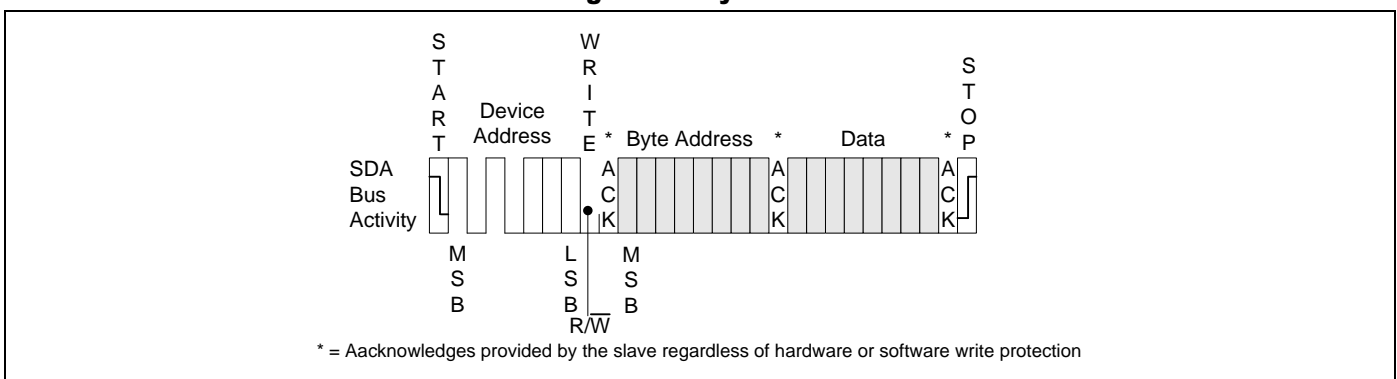 START
WRITE
STOP
Device
Address
* Byte Address * Data *
SDA
Bus
Activity
ACK
ACK
ACK
MSB
LSB
MSB
R/W̅
* = Aacknowledges provided by the slave regardless of hardware or software write protection